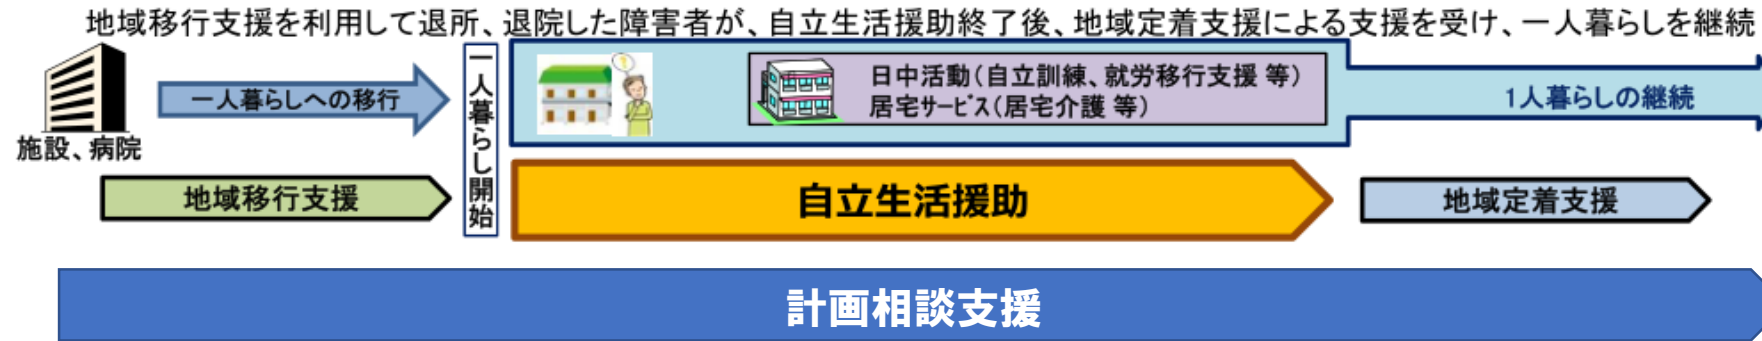 地域移行支援を利用して退所、退院した障害者が、自立生活援助終了後、地域定着支援による支援を受け、一人暮らしを継続
施設、病院
一人暮らしへの移行
一人暮らし開始
日中活動（自立訓練、就労移行支援 等）
居宅サービス（居宅介護 等）
1人暮らしの継続
地域移行支援
自立生活援助
地域定着支援
計画相談支援